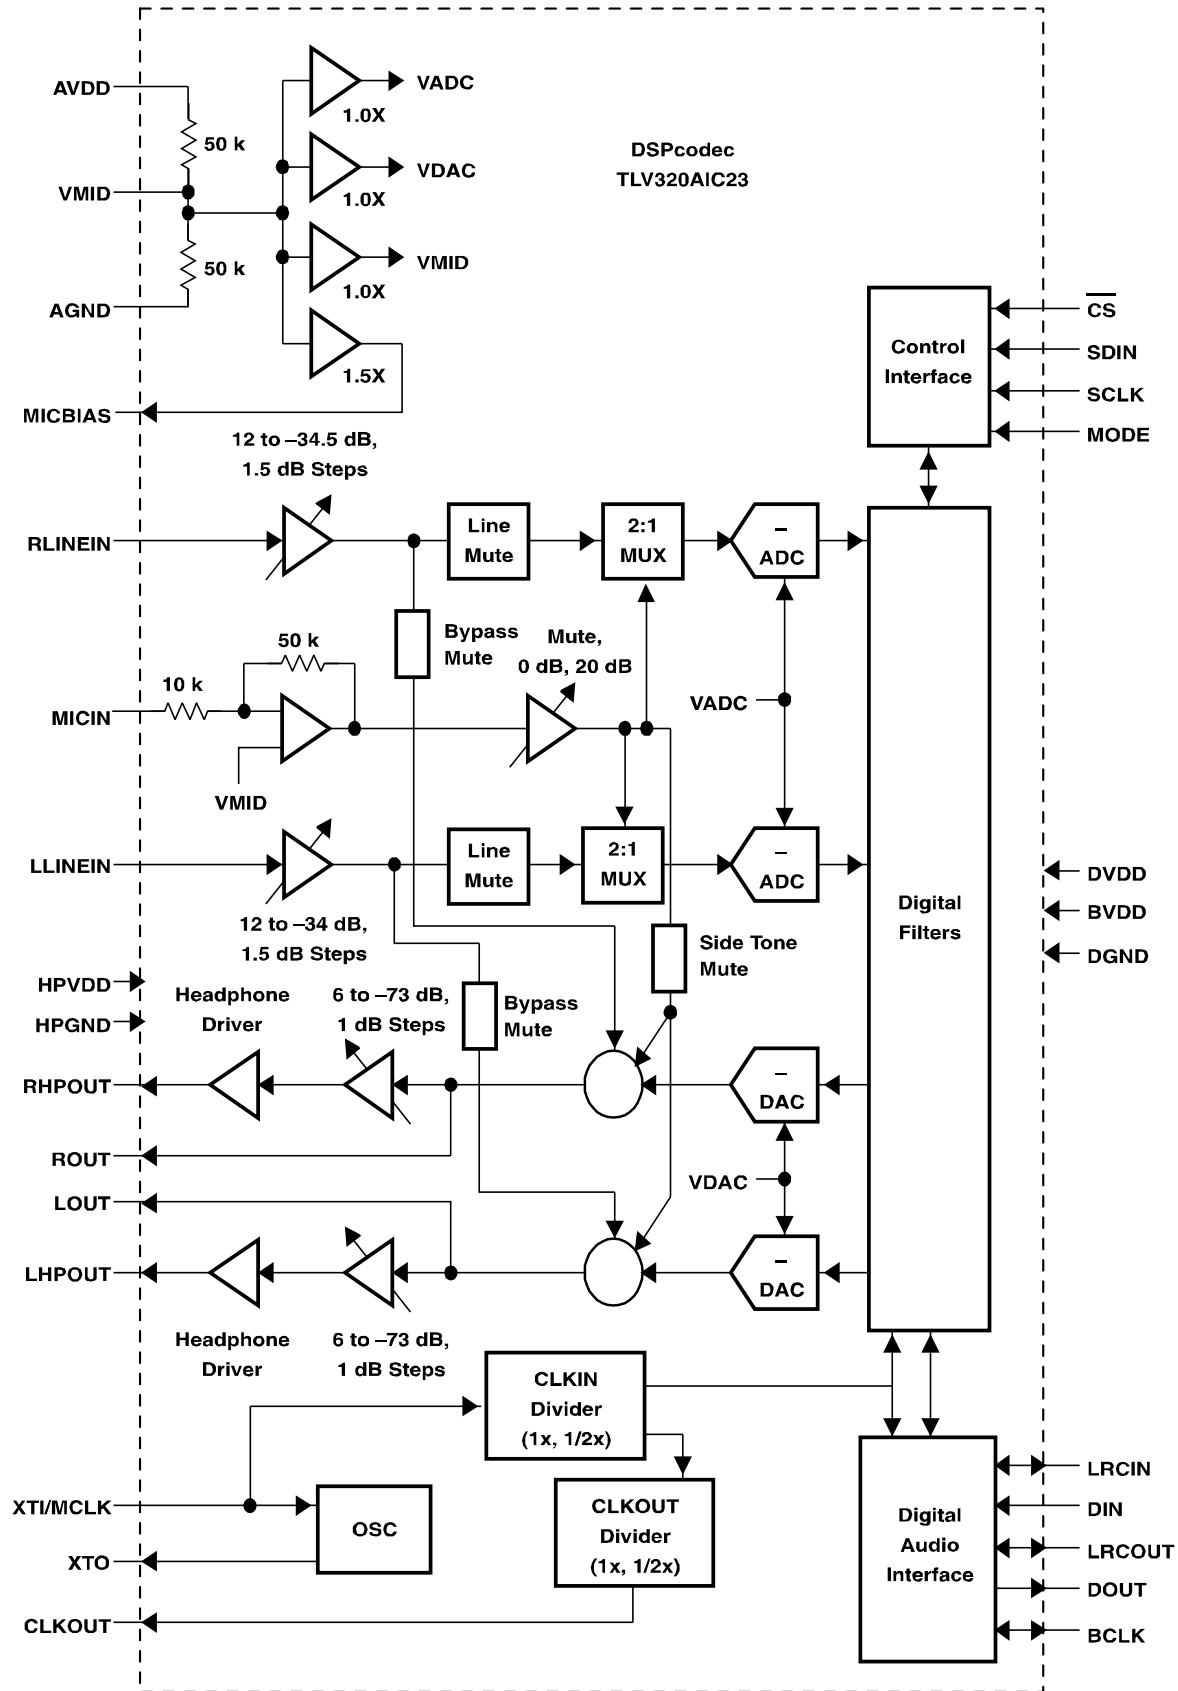 AVDD
50 k
VMID
50 k
AGND
VADC
1.0X
VDAC
1.0X
VMID
1.0X
1.5X
MICBIAS
DSPcodec
TLV320AIC23
Control
Interface
CS
SDIN
SCLK
MODE
12 to –34.5 dB,
1.5 dB Steps
RLINEIN
Line
Mute
2:1
MUX
–
ADC
Bypass
Mute
Mute,
0 dB, 20 dB
50 k
10 k
MICIN
VMID
VADC
LLINEIN
Line
Mute
2:1
MUX
–
ADC
12 to –34 dB,
1.5 dB Steps
Digital
Filters
DVDD
BVDD
DGND
Side Tone
Mute
HPVDD
HPGND
Headphone
Driver
6 to –73 dB,
1 dB Steps
Bypass
Mute
RHPOUT
–
DAC
ROUT
LOUT
VDAC
LHPOUT
–
DAC
Headphone
Driver
6 to –73 dB,
1 dB Steps
CLKIN
Divider
(1x, 1/2x)
XTI/MCLK
OSC
XTO
CLKOUT
Divider
(1x, 1/2x)
CLKOUT
Digital
Audio
Interface
LRCIN
DIN
LRCOUT
DOUT
BCLK